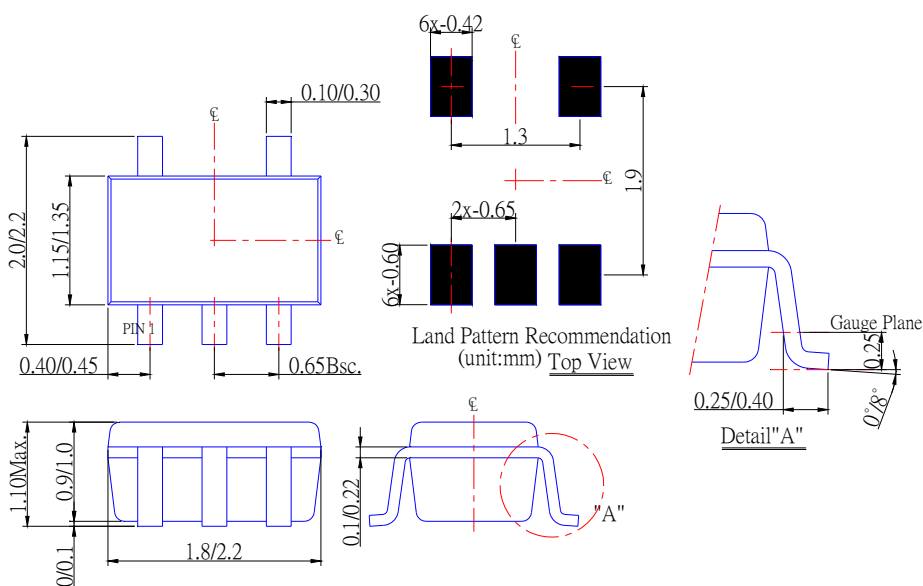 6x-0.42
℄
0.10/0.30
℄
1.3
2.0/2.2
1.15/1.35
℄
℄
1.9
2x-0.65
6x-0.60
PIN 1
Land Pattern Recommendation
(unit:mm) Top View
0.40/0.45
0.65Bsc.
Gauge Plane
0.25
0.25/0.40
0°/8°
Detail"A"
℄
1.10Max.
0.9/1.0
0.1/0.22
"A"
0/0.1
1.8/2.2